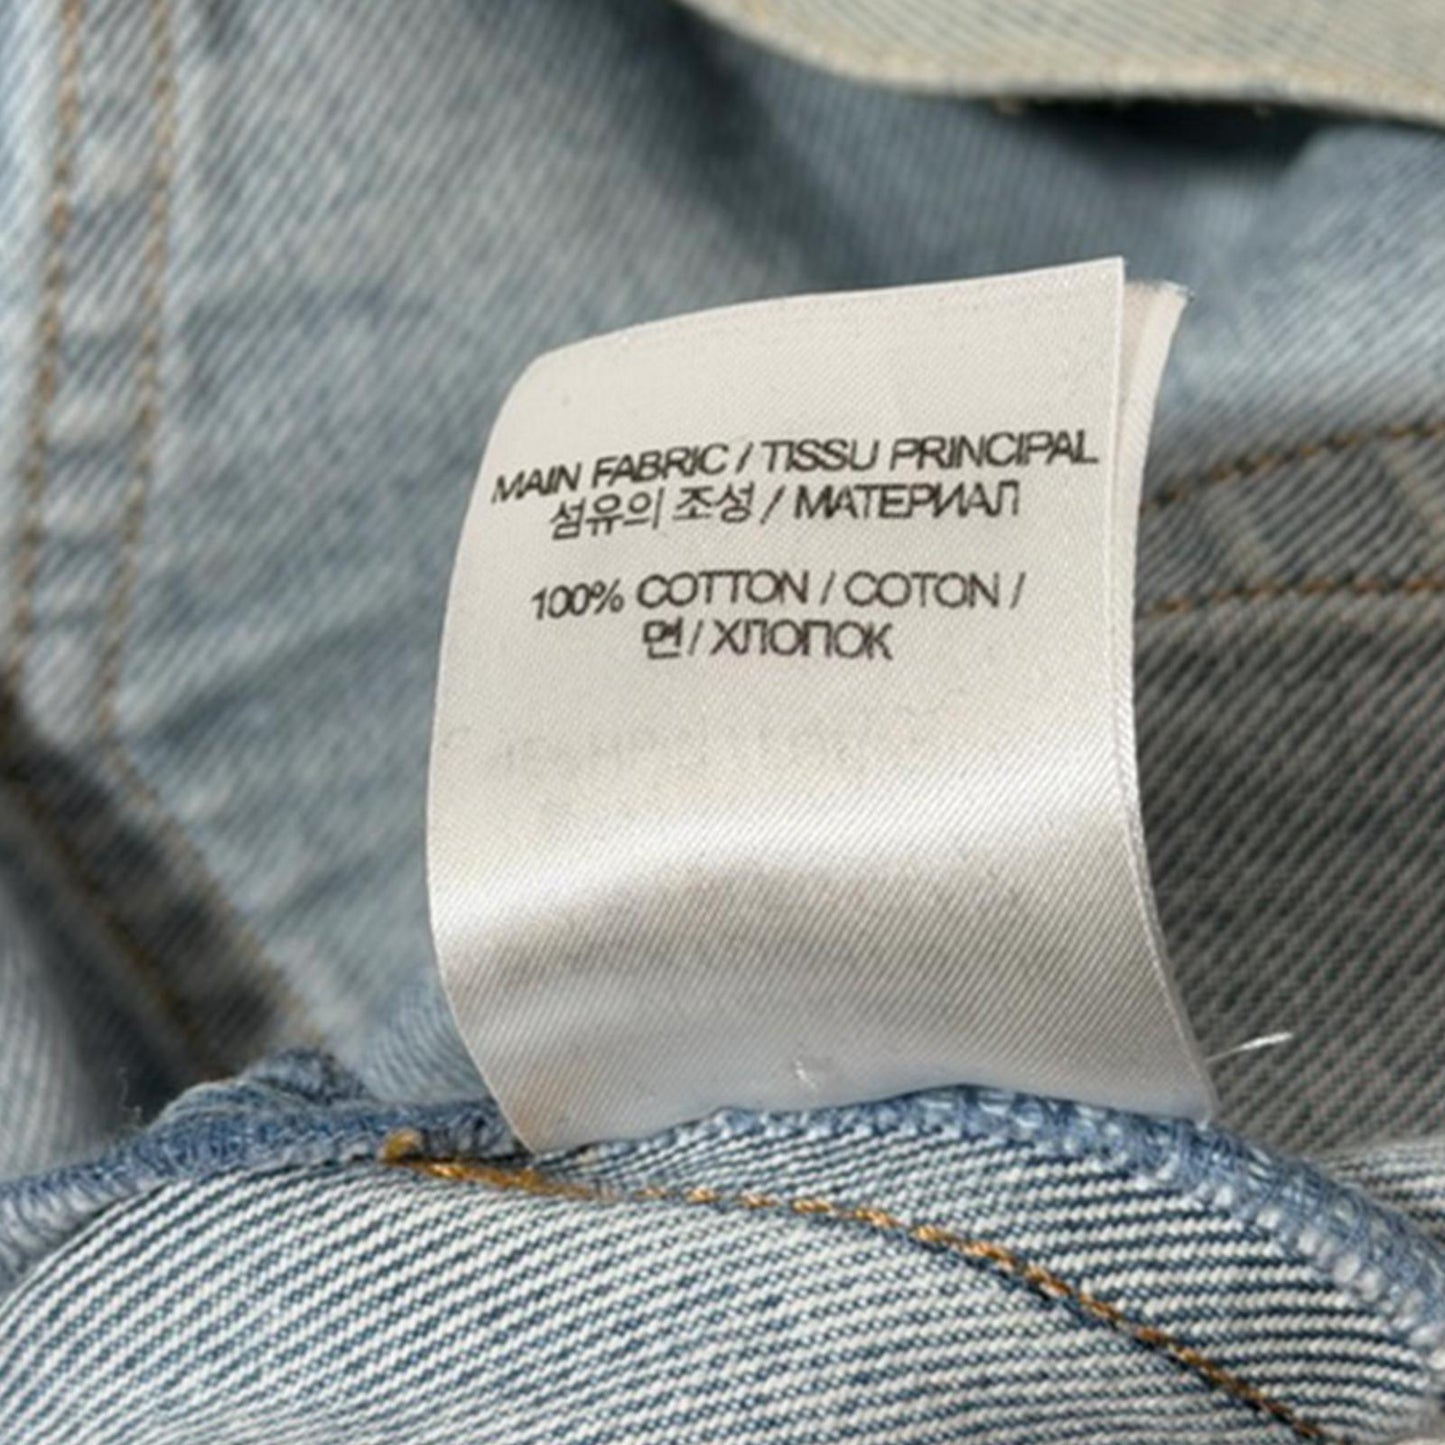 MAIN FABRIC / TISSU PRINCIPAL
섬유의 조성 / МАТЕРИАЛ
100% COTTON / COTON /
면 / ХЛОПОК